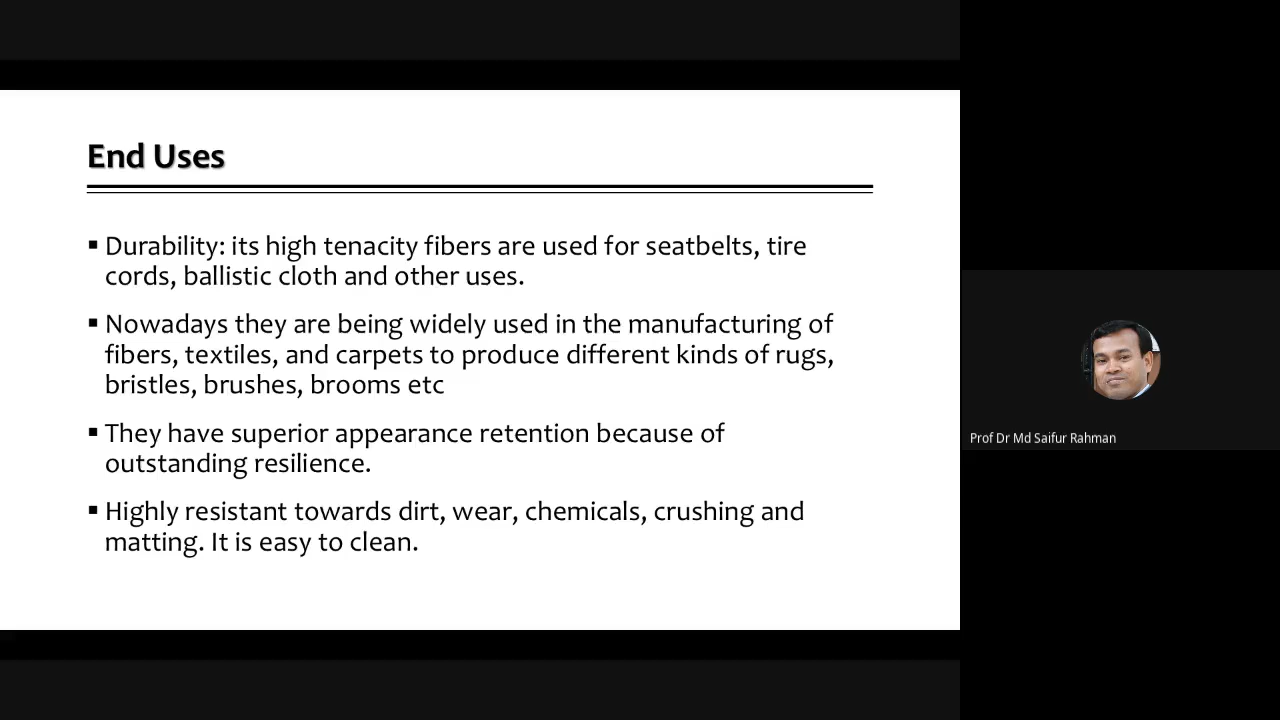 End Uses
▪ Durability: its high tenacity fibers are used for seatbelts, tire
cords, ballistic cloth and other uses.
▪ Nowadays they are being widely used in the manufacturing of
fibers, textiles, and carpets to produce different kinds of rugs,
bristles, brushes, brooms etc
▪ They have superior appearance retention because of
outstanding resilience.
▪ Highly resistant towards dirt, wear, chemicals, crushing and
matting. It is easy to clean.
Prof Dr Md Saifur Rahman